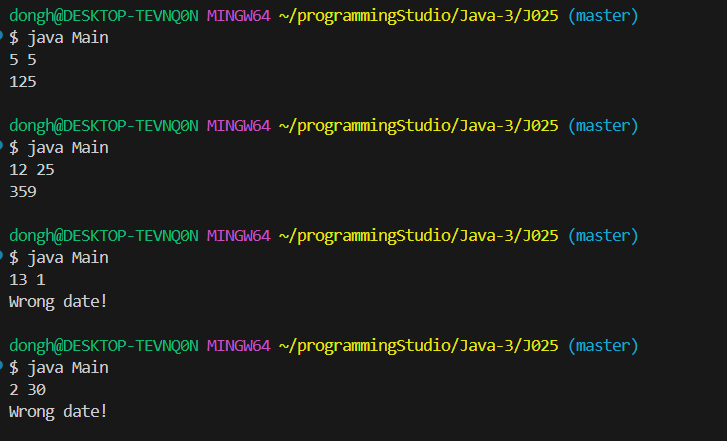 dongh@DESKTOP-TEVNQ0N MINGW64 ~/programmingStudio/Java-3/J025 (master)
$ java Main
5 5
125
dongh@DESKTOP-TEVNQ0N MINGW64 ~/programmingStudio/Java-3/J025 (master)
$ java Main
12 25
359
dongh@DESKTOP-TEVNQ0N MINGW64 ~/programmingStudio/Java-3/J025 (master)
$ java Main
13 1
Wrong date!
dongh@DESKTOP-TEVNQ0N MINGW64 ~/programmingStudio/Java-3/J025 (master)
$ java Main
2 30
Wrong date!